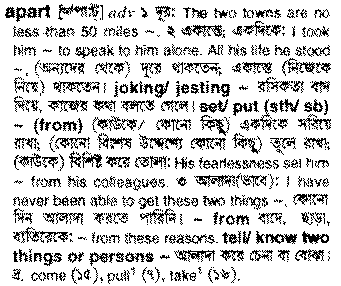 apart [অ্যাপা:ট্] adv ১ দূর: The two towns are no
less than 50 miles ~. ২ একান্তে; একদিকে: I took
him ~ to speak to him alone. All his life he stood
~, (অন্যদের থেকে) দূরে থাকতেন; একান্তে (নিজেকে
নিয়ে) থাকতেন। joking/ jesting ~ রসিকতা বাদ
দিয়ে, কাজের কথা বলতে গেলে। set/ put (sth/ sb)
~ (from) (কাউকে/ কোনো কিছু) একদিকে সরিয়ে
রাখা; (কোনো বিশেষ উদ্দেশ্যে কোনো কিছু) তুলে রাখা;
(কাউকে) বিশিষ্ট করে তোলা: His fearlessness set him
~ from his colleagues. ৩ আলাদা(ভাবে): I have
never been able to get these two things ~, কোনো
দিন আলাদা করতে পারিনি। ~ from বাদে, ছাড়া,
ব্যতিরেকে: ~ from these reasons. tell/ know two
things or persons ~ আলাদা করে চেনা বা বোঝা।
দ্র. come (১৫), pull¹ (৭), take¹ (১৬).